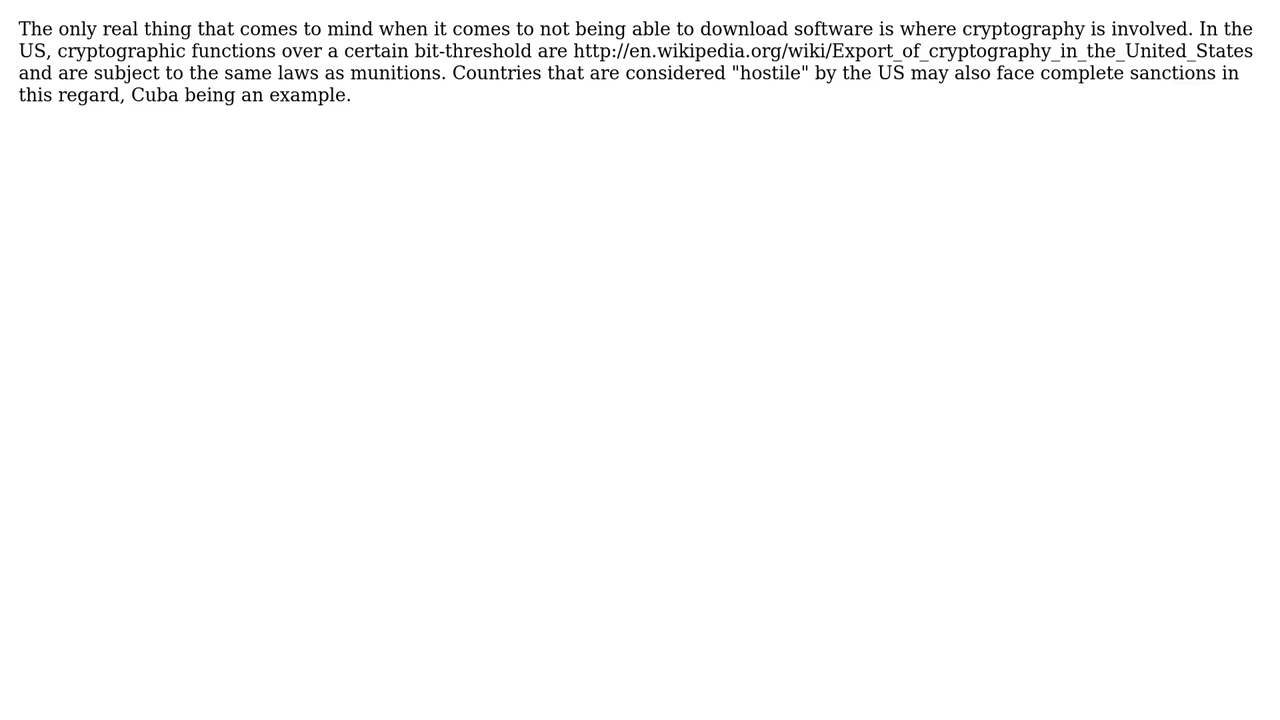 The only real thing that comes to mind when it comes to not being able to download software is where cryptography is involved. In the
US, cryptographic functions over a certain bit-threshold are http://en.wikipedia.org/wiki/Export_of_cryptography_in_the_United_States
and are subject to the same laws as munitions. Countries that are considered "hostile" by the US may also face complete sanctions in
this regard, Cuba being an example.